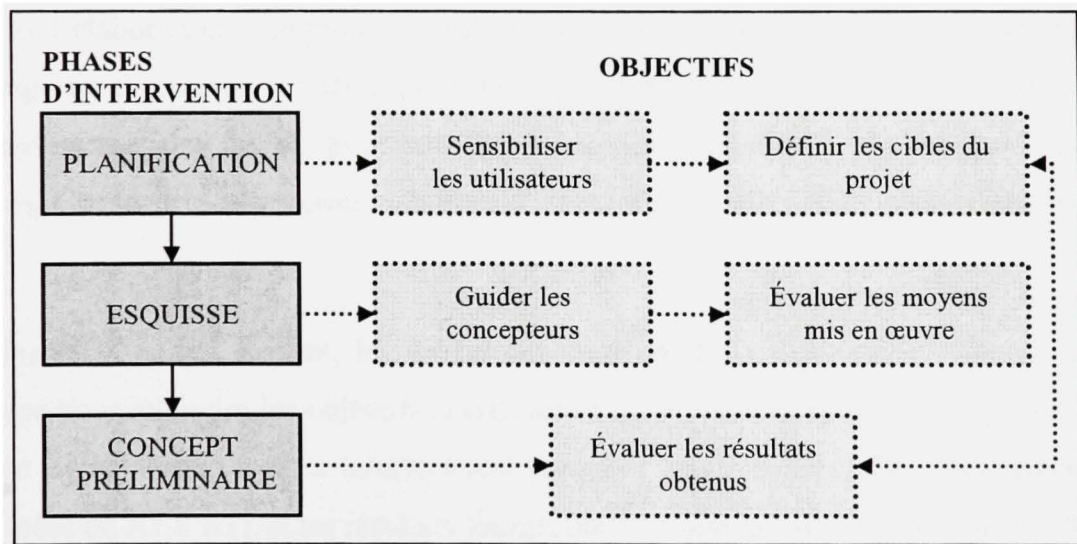 PHASES
D'INTERVENTION
OBJECTIFS
PLANIFICATION
Sensibiliser
les utilisateurs
Définir les cibles du
projet
ESQUISSE
Guider les
concepteurs
Évaluer les moyens
mis en œuvre
CONCEPT
PRÉLIMINAIRE
Évaluer les résultats
obtenus